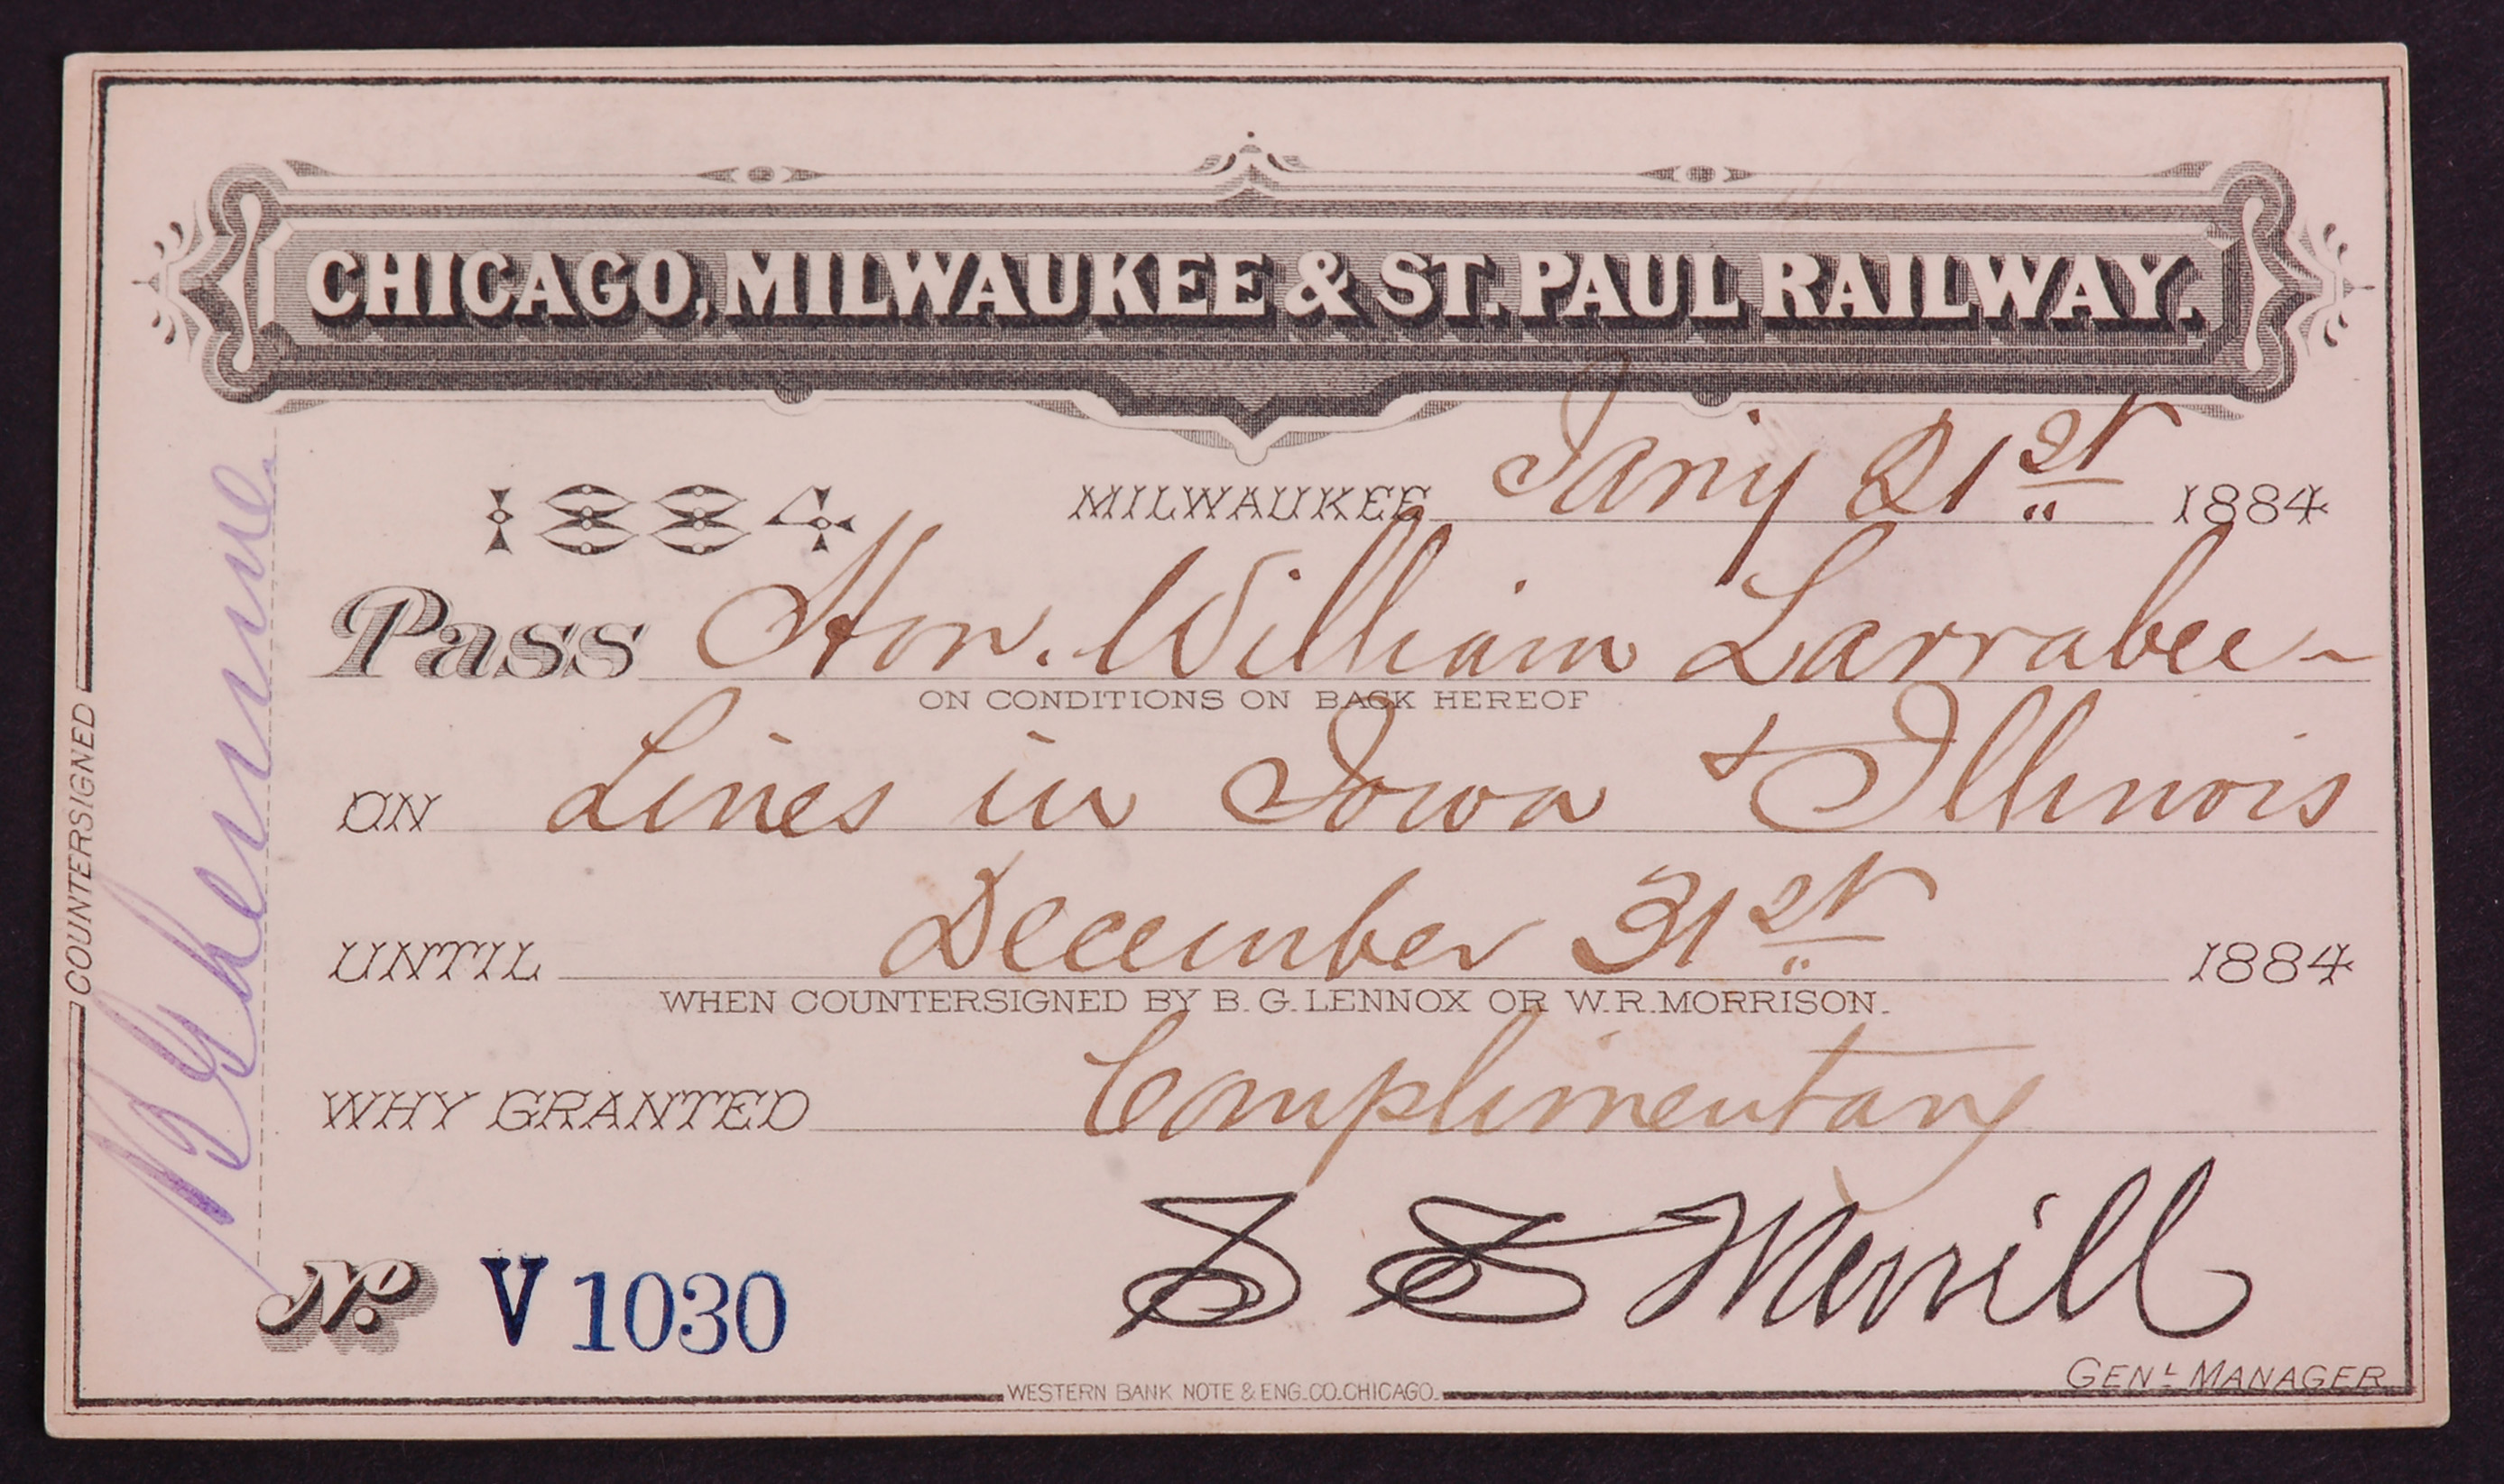 CHICAGO, MILWAUKEE & ST. PAUL RAILWAY.
1884 MILWAUKEE Jany 21st 1884
Pass Hon. William Larrabee -
ON CONDITIONS ON BACK HEREOF
ON Lines in Iowa & Illinois
UNTIL December 31st 1884
WHEN COUNTERSIGNED BY B. G. LENNOX OR W. R. MORRISON.
WHY GRANTED Complimentary
No. V 1030 S S Merrill
GENL MANAGER
WESTERN BANK NOTE & ENG. CO. CHICAGO.
COUNTERSIGNED